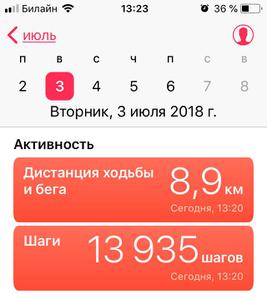 Билайн 13:23 36 %
июль
П В С Ч П С В
2 3 4 5 6 7 8
Вторник, 3 июля 2018 г.
Активность
Дистанция ходьбы 8,9 км
и бега
Сегодня, 13:20
Шаги 13 935 шагов
Сегодня, 13:20